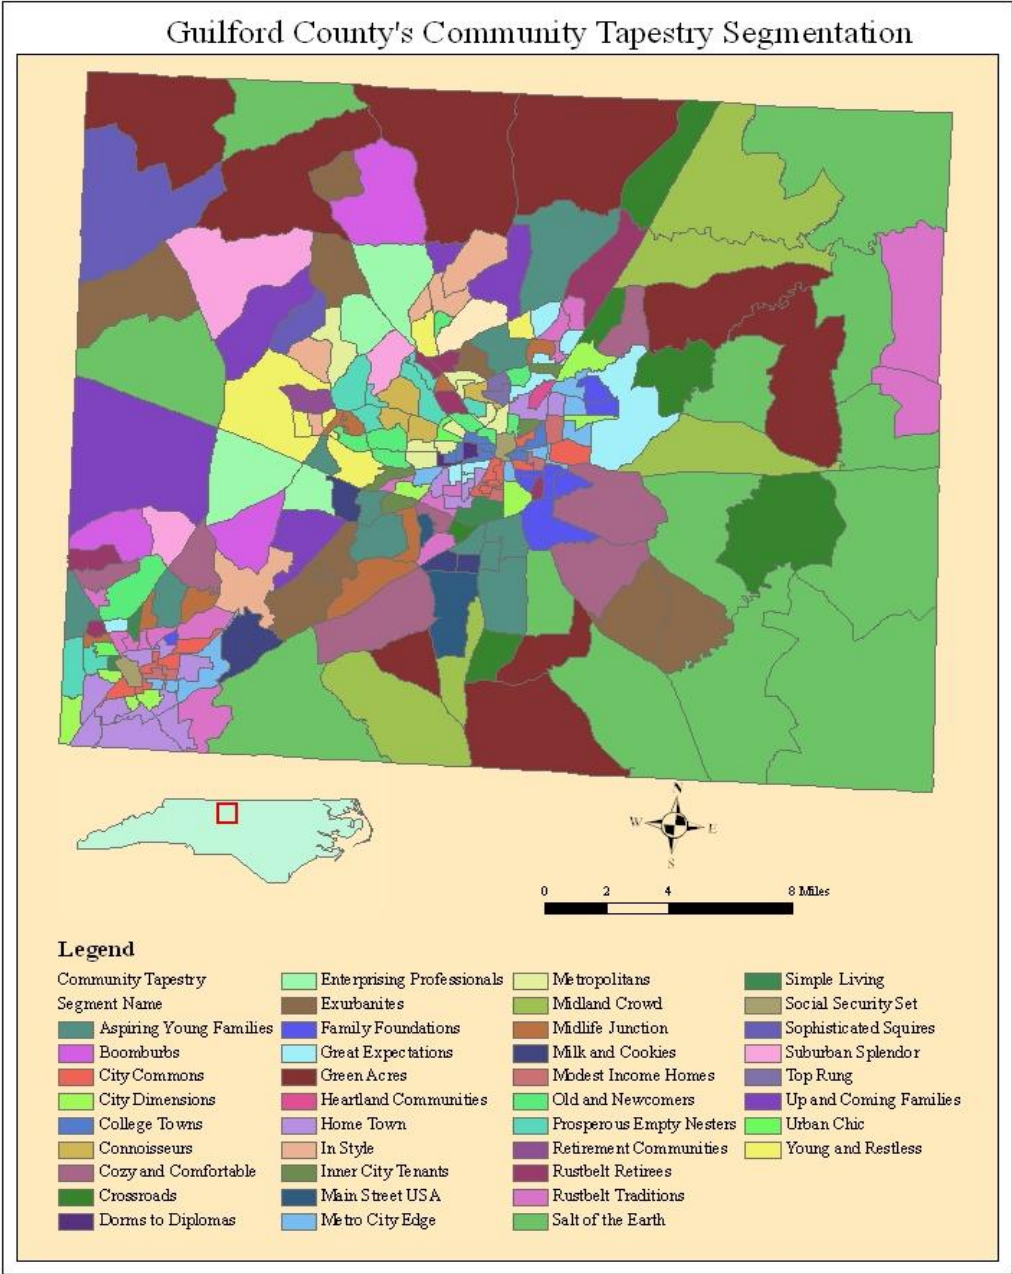 Guilford County's Community Tapestry Segmentation
N
W
E
S
0 2 4 8 Miles
Legend
Community Tapestry
Segment Name
Aspiring Young Families
Boomburbs
City Commons
City Dimensions
College Towns
Connoisseurs
Cozy and Comfortable
Crossroads
Dorms to Diplomas
Enterprising Professionals
Exurbanites
Family Foundations
Great Expectations
Green Acres
Heartland Communities
Home Town
In Style
Inner City Tenants
Main Street USA
Metro City Edge
Metropolitans
Midland Crowd
Midlife Junction
Milk and Cookies
Modest Income Homes
Old and Newcomers
Prosperous Empty Nesters
Retirement Communities
Rustbelt Retirees
Rustbelt Traditions
Salt of the Earth
Simple Living
Social Security Set
Sophisticated Squires
Suburban Splendor
Top Rung
Up and Coming Families
Urban Chic
Young and Restless